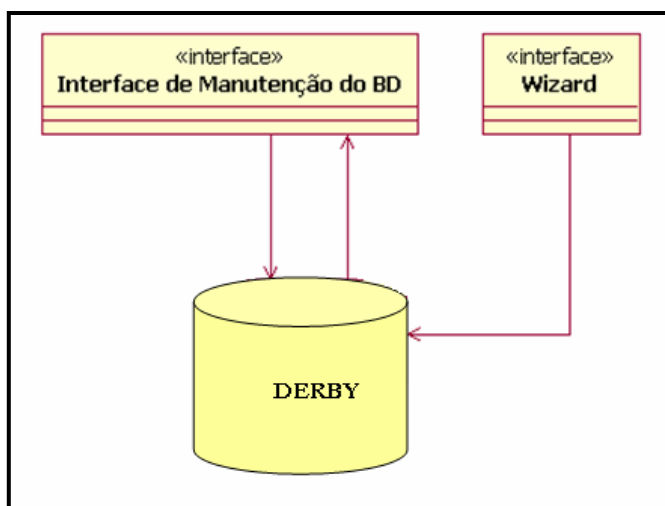 «interface»
Interface de Manutenção do BD
«interface»
Wizard
DERBY